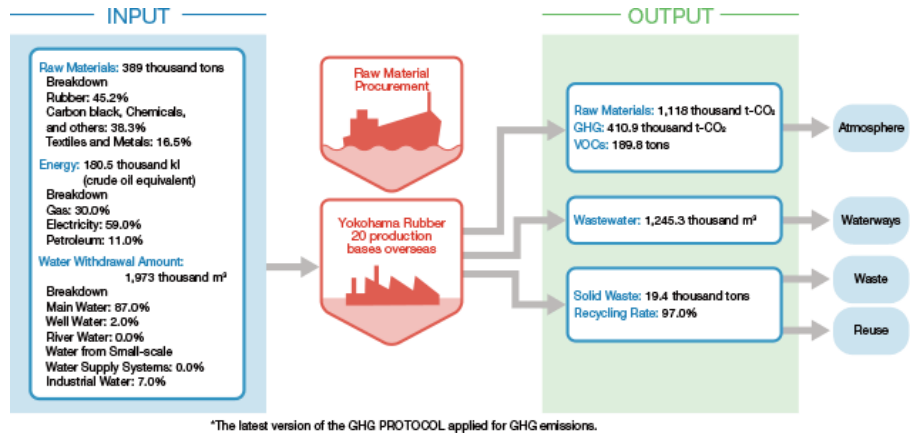 INPUT
Raw Materials: 389 thousand tons
Breakdown
Rubber: 45.2%
Carbon black, Chemicals,
and others: 38.3%
Textiles and Metals: 16.5%
Energy: 180.5 thousand kl
(crude oil equivalent)
Breakdown
Gas: 30.0%
Electricity: 59.0%
Petroleum: 11.0%
Water Withdrawal Amount:
1,973 thousand m³
Breakdown
Main Water: 87.0%
Well Water: 2.0%
River Water: 0.0%
Water from Small-scale
Water Supply Systems: 0.0%
Industrial Water: 7.0%
Raw Material
Procurement
Yokohama Rubber
20 production
bases overseas
OUTPUT
Raw Materials: 1,118 thousand t-CO₂
GHG: 410.9 thousand t-CO₂
VOCs: 189.8 tons
Wastewater: 1,245.3 thousand m³
Solid Waste: 19.4 thousand tons
Recycling Rate: 97.0%
Atmosphere
Waterways
Waste
Reuse
*The latest version of the GHG PROTOCOL applied for GHG emissions.